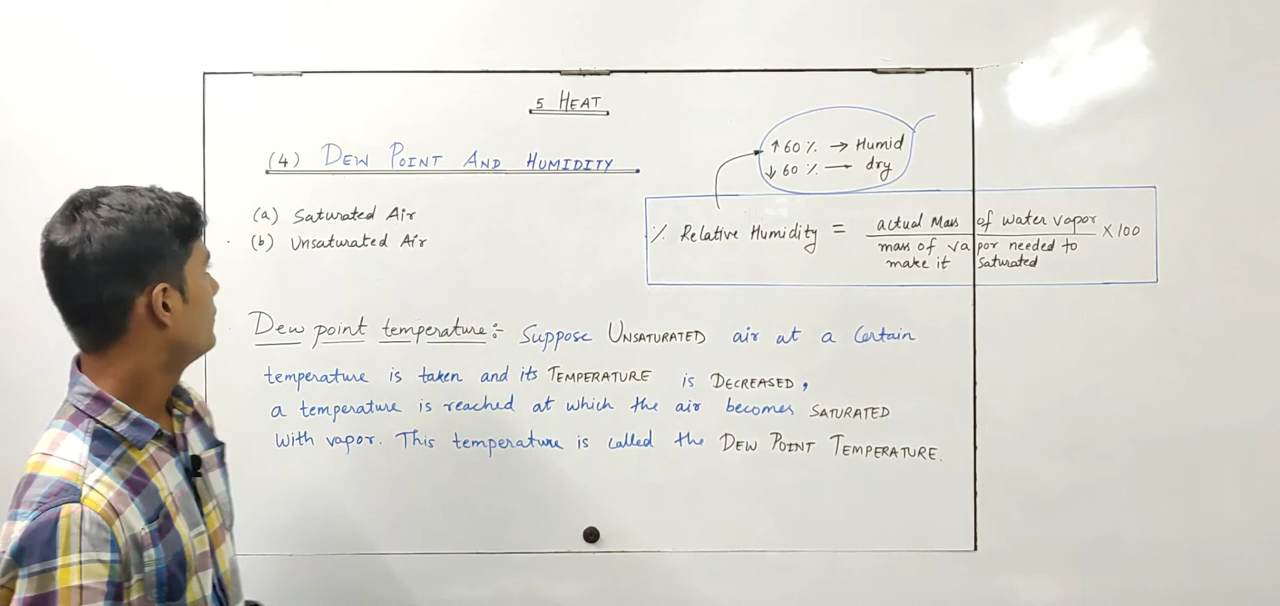 5 HEAT
(4) DEW POINT AND HUMIDITY
↑ 60 % → Humid
↓ 60 % → dry
(a) Saturated Air
(b) Unsaturated Air
% Relative Humidity = actual Mass of water vapor / mass of vapor needed to make it saturated × 100
Dew point temperature :- Suppose UNSATURATED air at a certain
temperature is taken and its TEMPERATURE is DECREASED,
a temperature is reached at which the air becomes SATURATED
with vapor. This temperature is called the DEW POINT TEMPERATURE.